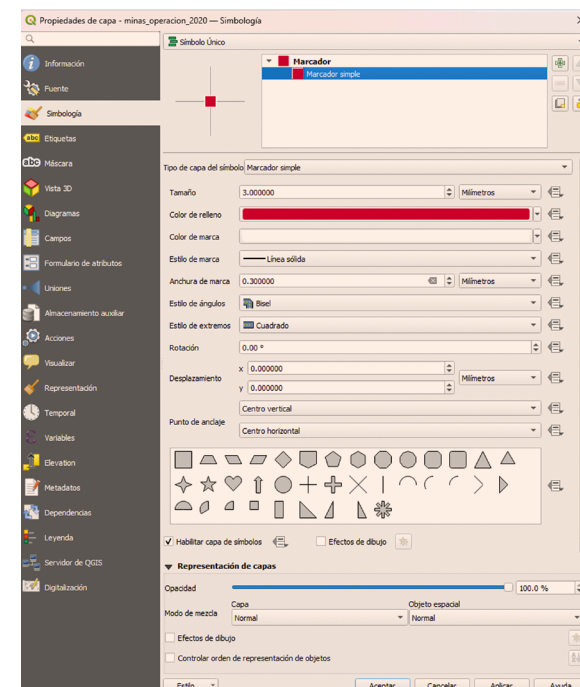 Propiedades de capa - minas_operacion_2020 — Simbología
Símbolo Único
Información
Fuente
Simbología
Etiquetas
Máscara
Vista 3D
Diagramas
Campos
Formulario de atributos
Uniones
Almacenamiento auxiliar
Acciones
Visualizar
Representación
Temporal
Variables
Elevation
Metadatos
Dependencias
Leyenda
Servidor de QGIS
Digitalización
Marcador
Marcador simple
Tipo de capa del símbolo Marcador simple
Tamaño 3.000000 Milímetros
Color de relleno
Color de marca
Estilo de marca Línea sólida
Anchura de marca 0.300000 Milímetros
Estilo de ángulos Bisel
Estilo de extremos Cuadrado
Rotación 0.00 °
Desplazamiento x 0.000000 Milímetros
y 0.000000
Punto de anclaje Centro vertical
Centro horizontal
Habilitar capa de símbolos Efectos de dibujo
Representación de capas
Opacidad 100.0 %
Capa Objeto espacial
Modo de mezcla Normal Normal
Efectos de dibujo
Controlar orden de representación de objetos
Estilo Aceptar Cancelar Aplicar Ayuda